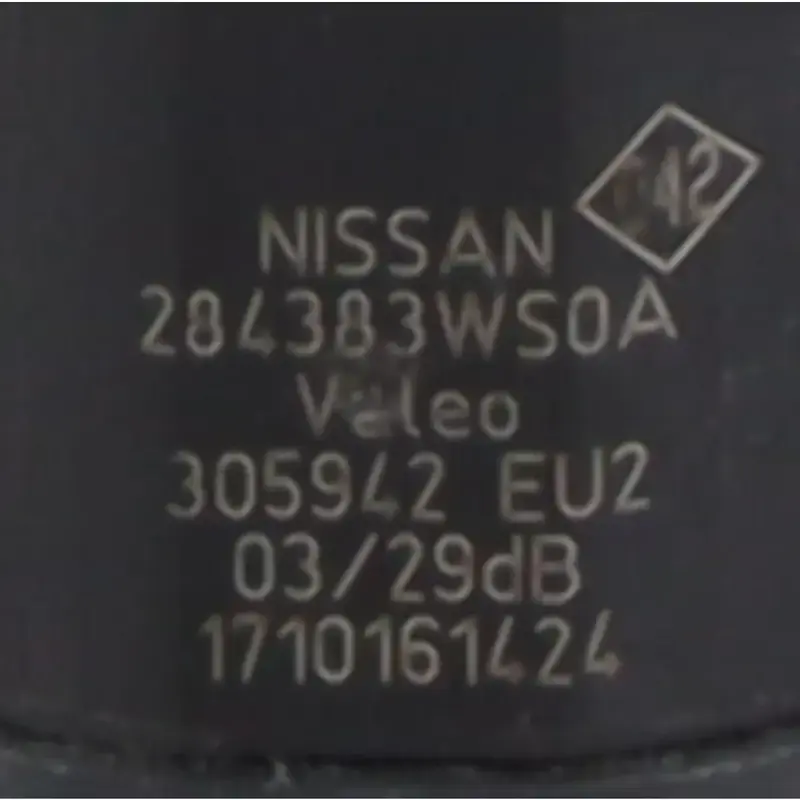 NISSAN
284383WS0A
Valeo
305942 EU2
03/29dB
1710161424